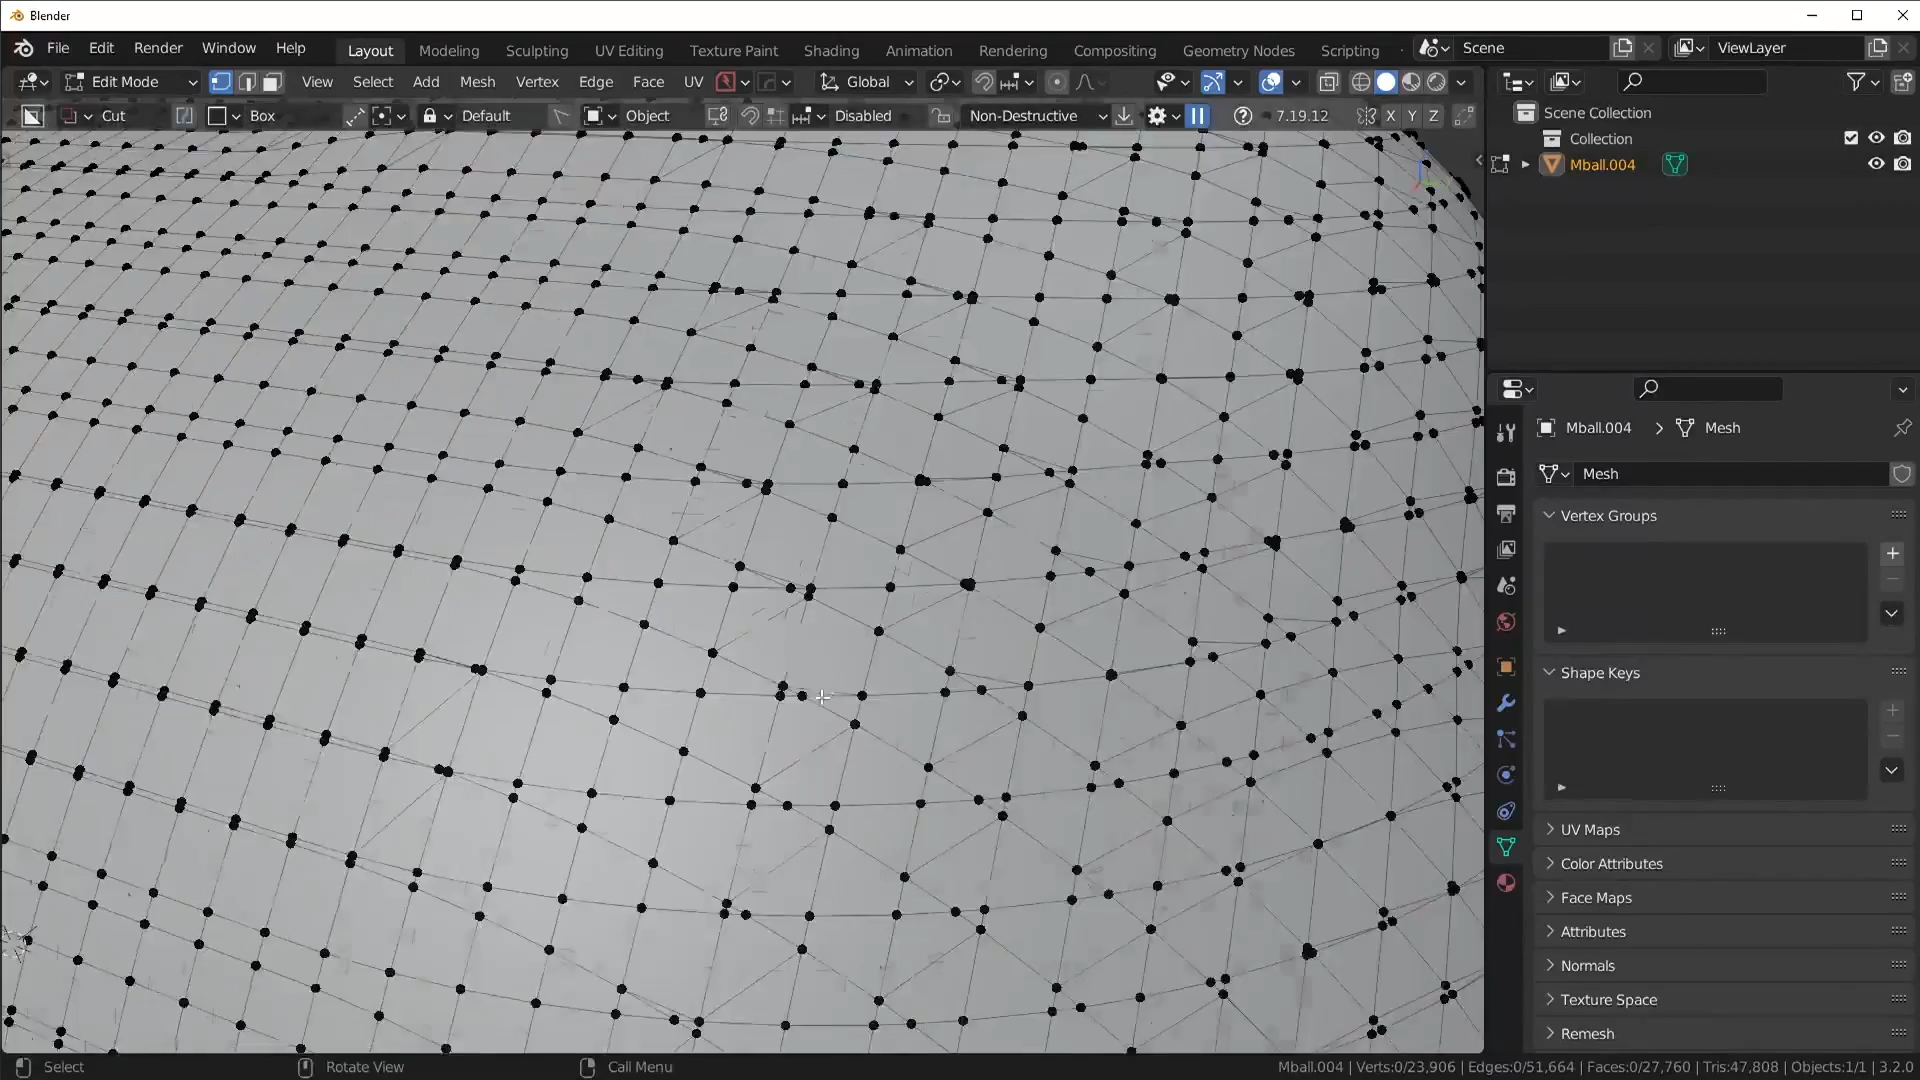 Blender
File Edit Render Window Help Layout Modeling Sculpting UV Editing Texture Paint Shading Animation Rendering Compositing Geometry Nodes Scripting Scene ViewLayer
Edit Mode View Select Add Mesh Vertex Edge Face UV Global
Cut Box Default Object Disabled Non-Destructive 7.19.12 X Y Z
Scene Collection
Collection
Mball.004
Mball.004 > Mesh
Mesh
Vertex Groups
Shape Keys
UV Maps
Color Attributes
Face Maps
Attributes
Normals
Texture Space
Remesh
Select Rotate View Call Menu Mball.004 | Verts:0/23,906 | Edges:0/51,664 | Faces:0/27,760 | Tris:47,808 | Objects:1/1 | 3.2.0